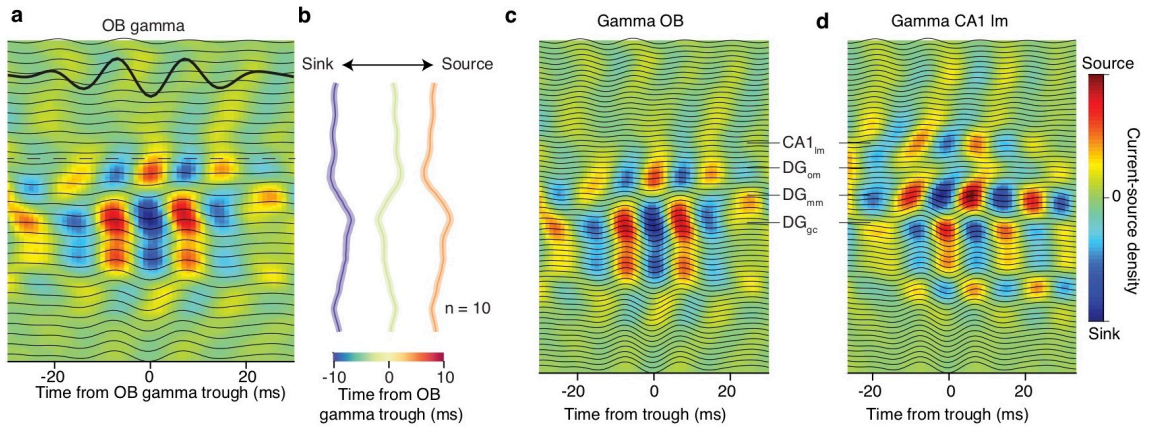 a
OB gamma
-20
0
20
Time from OB gamma trough (ms)
b
Sink
Source
n = 10
-10
0
10
Time from OB
gamma trough (ms)
c
Gamma OB
CA1lm
DGom
DGmm
DGgc
-20
0
20
Time from trough (ms)
d
Gamma CA1 lm
-20
0
20
Time from trough (ms)
Source
0
Current-source density
Sink